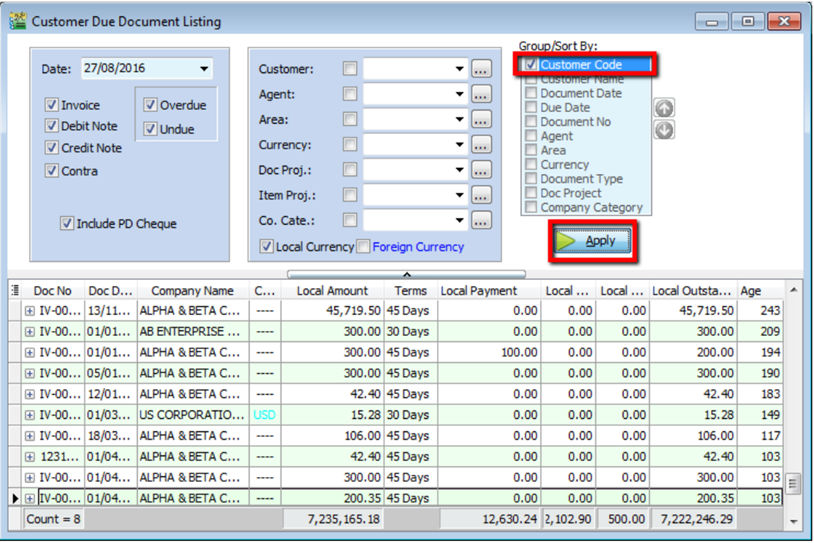 Customer Due Document Listing
Group/Sort By:
Date: 27/08/2016
Invoice
Overdue
Debit Note
Undue
Credit Note
Contra
Include PD Cheque
Customer:
Agent:
Area:
Currency:
Doc Proj.:
Item Proj.:
Co. Cate.:
Local Currency Foreign Currency
Customer Code
Customer Name
Document Date
Due Date
Document No
Agent
Area
Currency
Document Type
Doc Project
Company Category
Apply
Doc No Doc D... Company Name C... Local Amount Terms Local Payment Local ... Local ... Local Outsta... Age
IV-00... 13/11... ALPHA & BETA C... ---- 45,719.50 45 Days 0.00 0.00 0.00 45,719.50 243
IV-00... 01/01... AB ENTERPRISE ... ---- 300.00 30 Days 0.00 0.00 0.00 300.00 209
IV-00... 01/01... ALPHA & BETA C... ---- 300.00 45 Days 100.00 0.00 0.00 200.00 194
IV-00... 05/01... ALPHA & BETA C... ---- 300.00 45 Days 0.00 0.00 0.00 300.00 190
IV-00... 12/01... ALPHA & BETA C... ---- 42.40 45 Days 0.00 0.00 0.00 42.40 183
IV-00... 01/03... US CORPORATIO... USD 15.28 30 Days 0.00 0.00 0.00 15.28 149
IV-00... 18/03... ALPHA & BETA C... ---- 106.00 45 Days 0.00 0.00 0.00 106.00 117
1231... 01/04... ALPHA & BETA C... ---- 42.40 45 Days 0.00 0.00 0.00 42.40 103
IV-00... 01/04... ALPHA & BETA C... ---- 300.00 45 Days 0.00 0.00 0.00 300.00 103
IV-00... 01/04... ALPHA & BETA C... ---- 200.35 45 Days 0.00 0.00 0.00 200.35 103
Count = 8 7,235,165.18 12,630.24 2,102.90 500.00 7,222,246.29